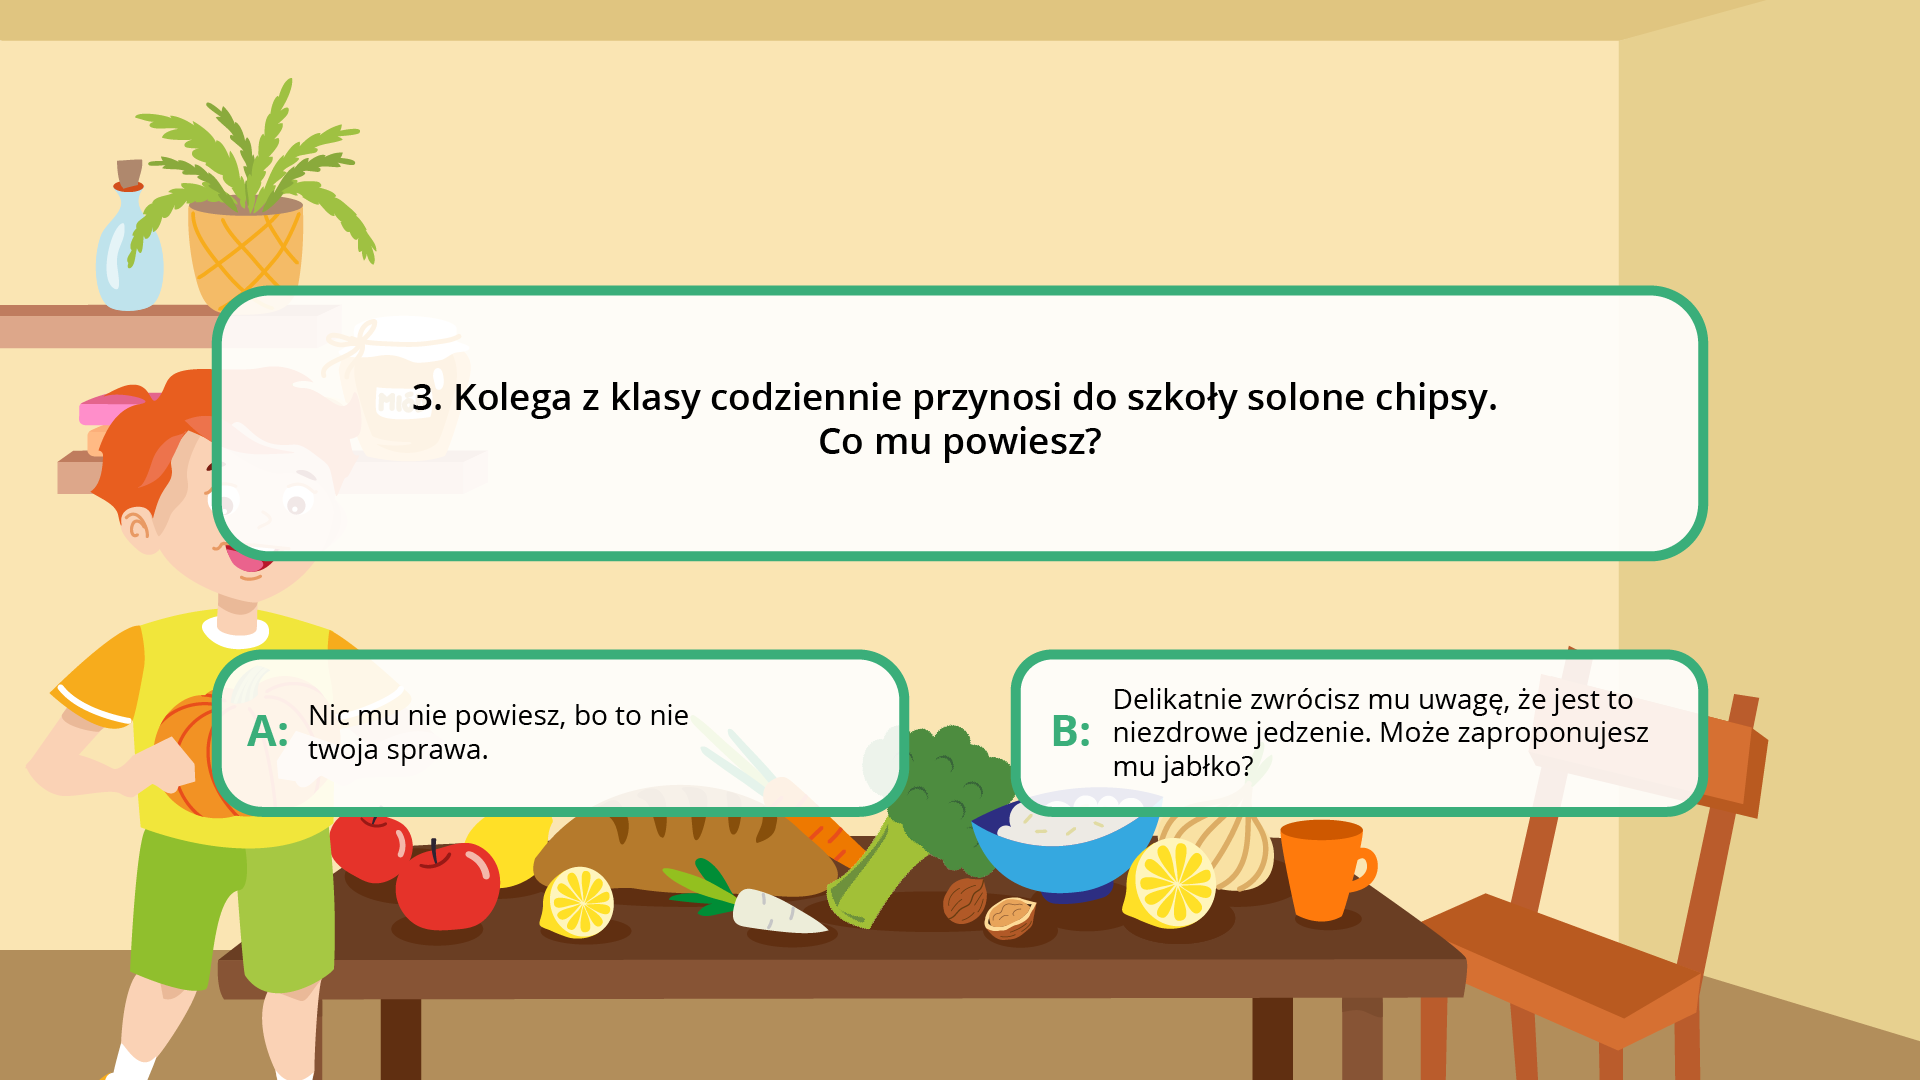 3. Kolega z klasy codziennie przynosi do szkoły solone chipsy.
Co mu powiesz?
A: Nic mu nie powiesz, bo to nie
twoja sprawa.
B: Delikatnie zwrócisz mu uwagę, że jest to
niezdrowe jedzenie. Może zaproponujesz
mu jabłko?